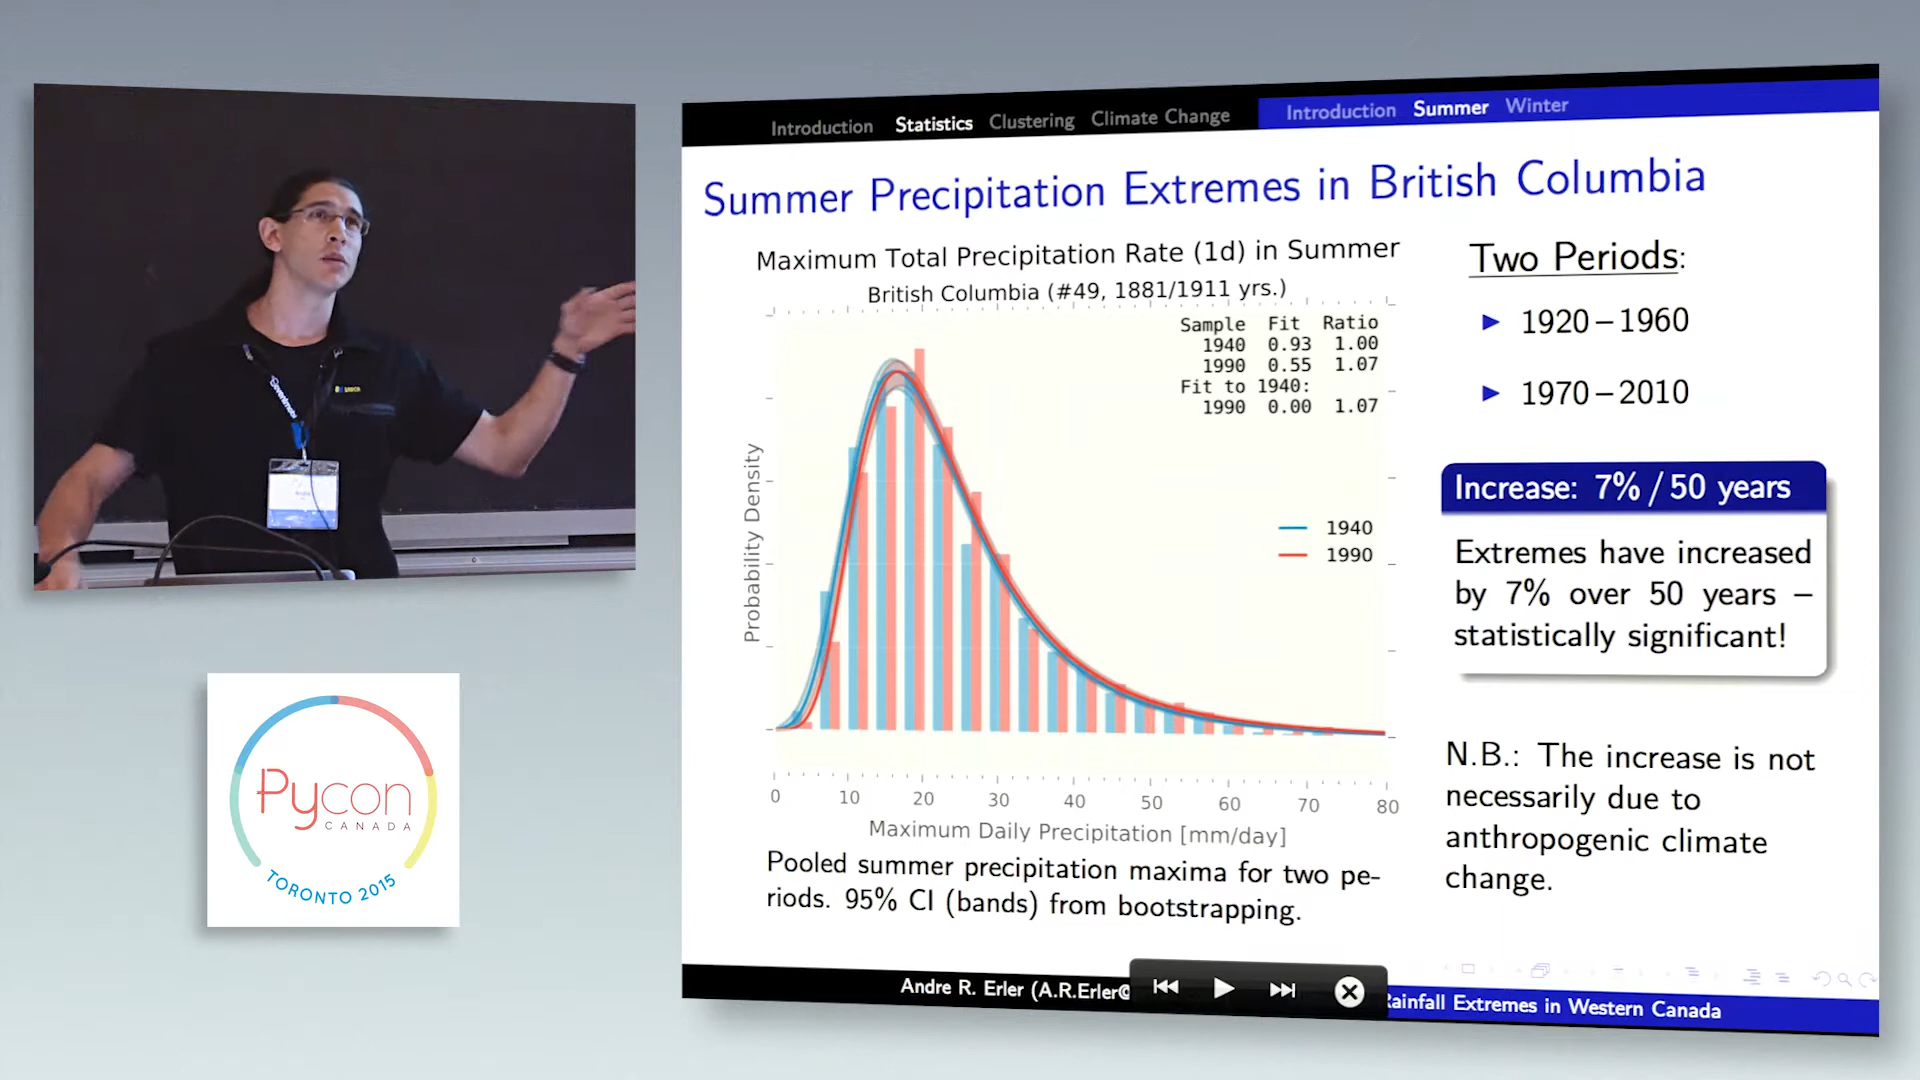 Introduction Statistics Clustering Climate Change
Introduction Summer Winter
Summer Precipitation Extremes in British Columbia
Maximum Total Precipitation Rate (1d) in Summer
British Columbia (#49, 1881/1911 yrs.)
Sample Fit Ratio
1940 0.93 1.00
1990 0.55 1.07
Fit to 1940:
1990 0.00 1.07
1940
1990
Probability Density
0 10 20 30 40 50 60 70 80
Maximum Daily Precipitation [mm/day]
Pooled summer precipitation maxima for two pe-
riods. 95% CI (bands) from bootstrapping.
Two Periods:
► 1920 – 1960
► 1970 – 2010
Increase: 7% / 50 years
Extremes have increased
by 7% over 50 years –
statistically significant!
N.B.: The increase is not
necessarily due to
anthropogenic climate
change.
Andre R. Erler (A.R.Erler@
Rainfall Extremes in Western Canada
Pycon
CANADA
TORONTO 2015